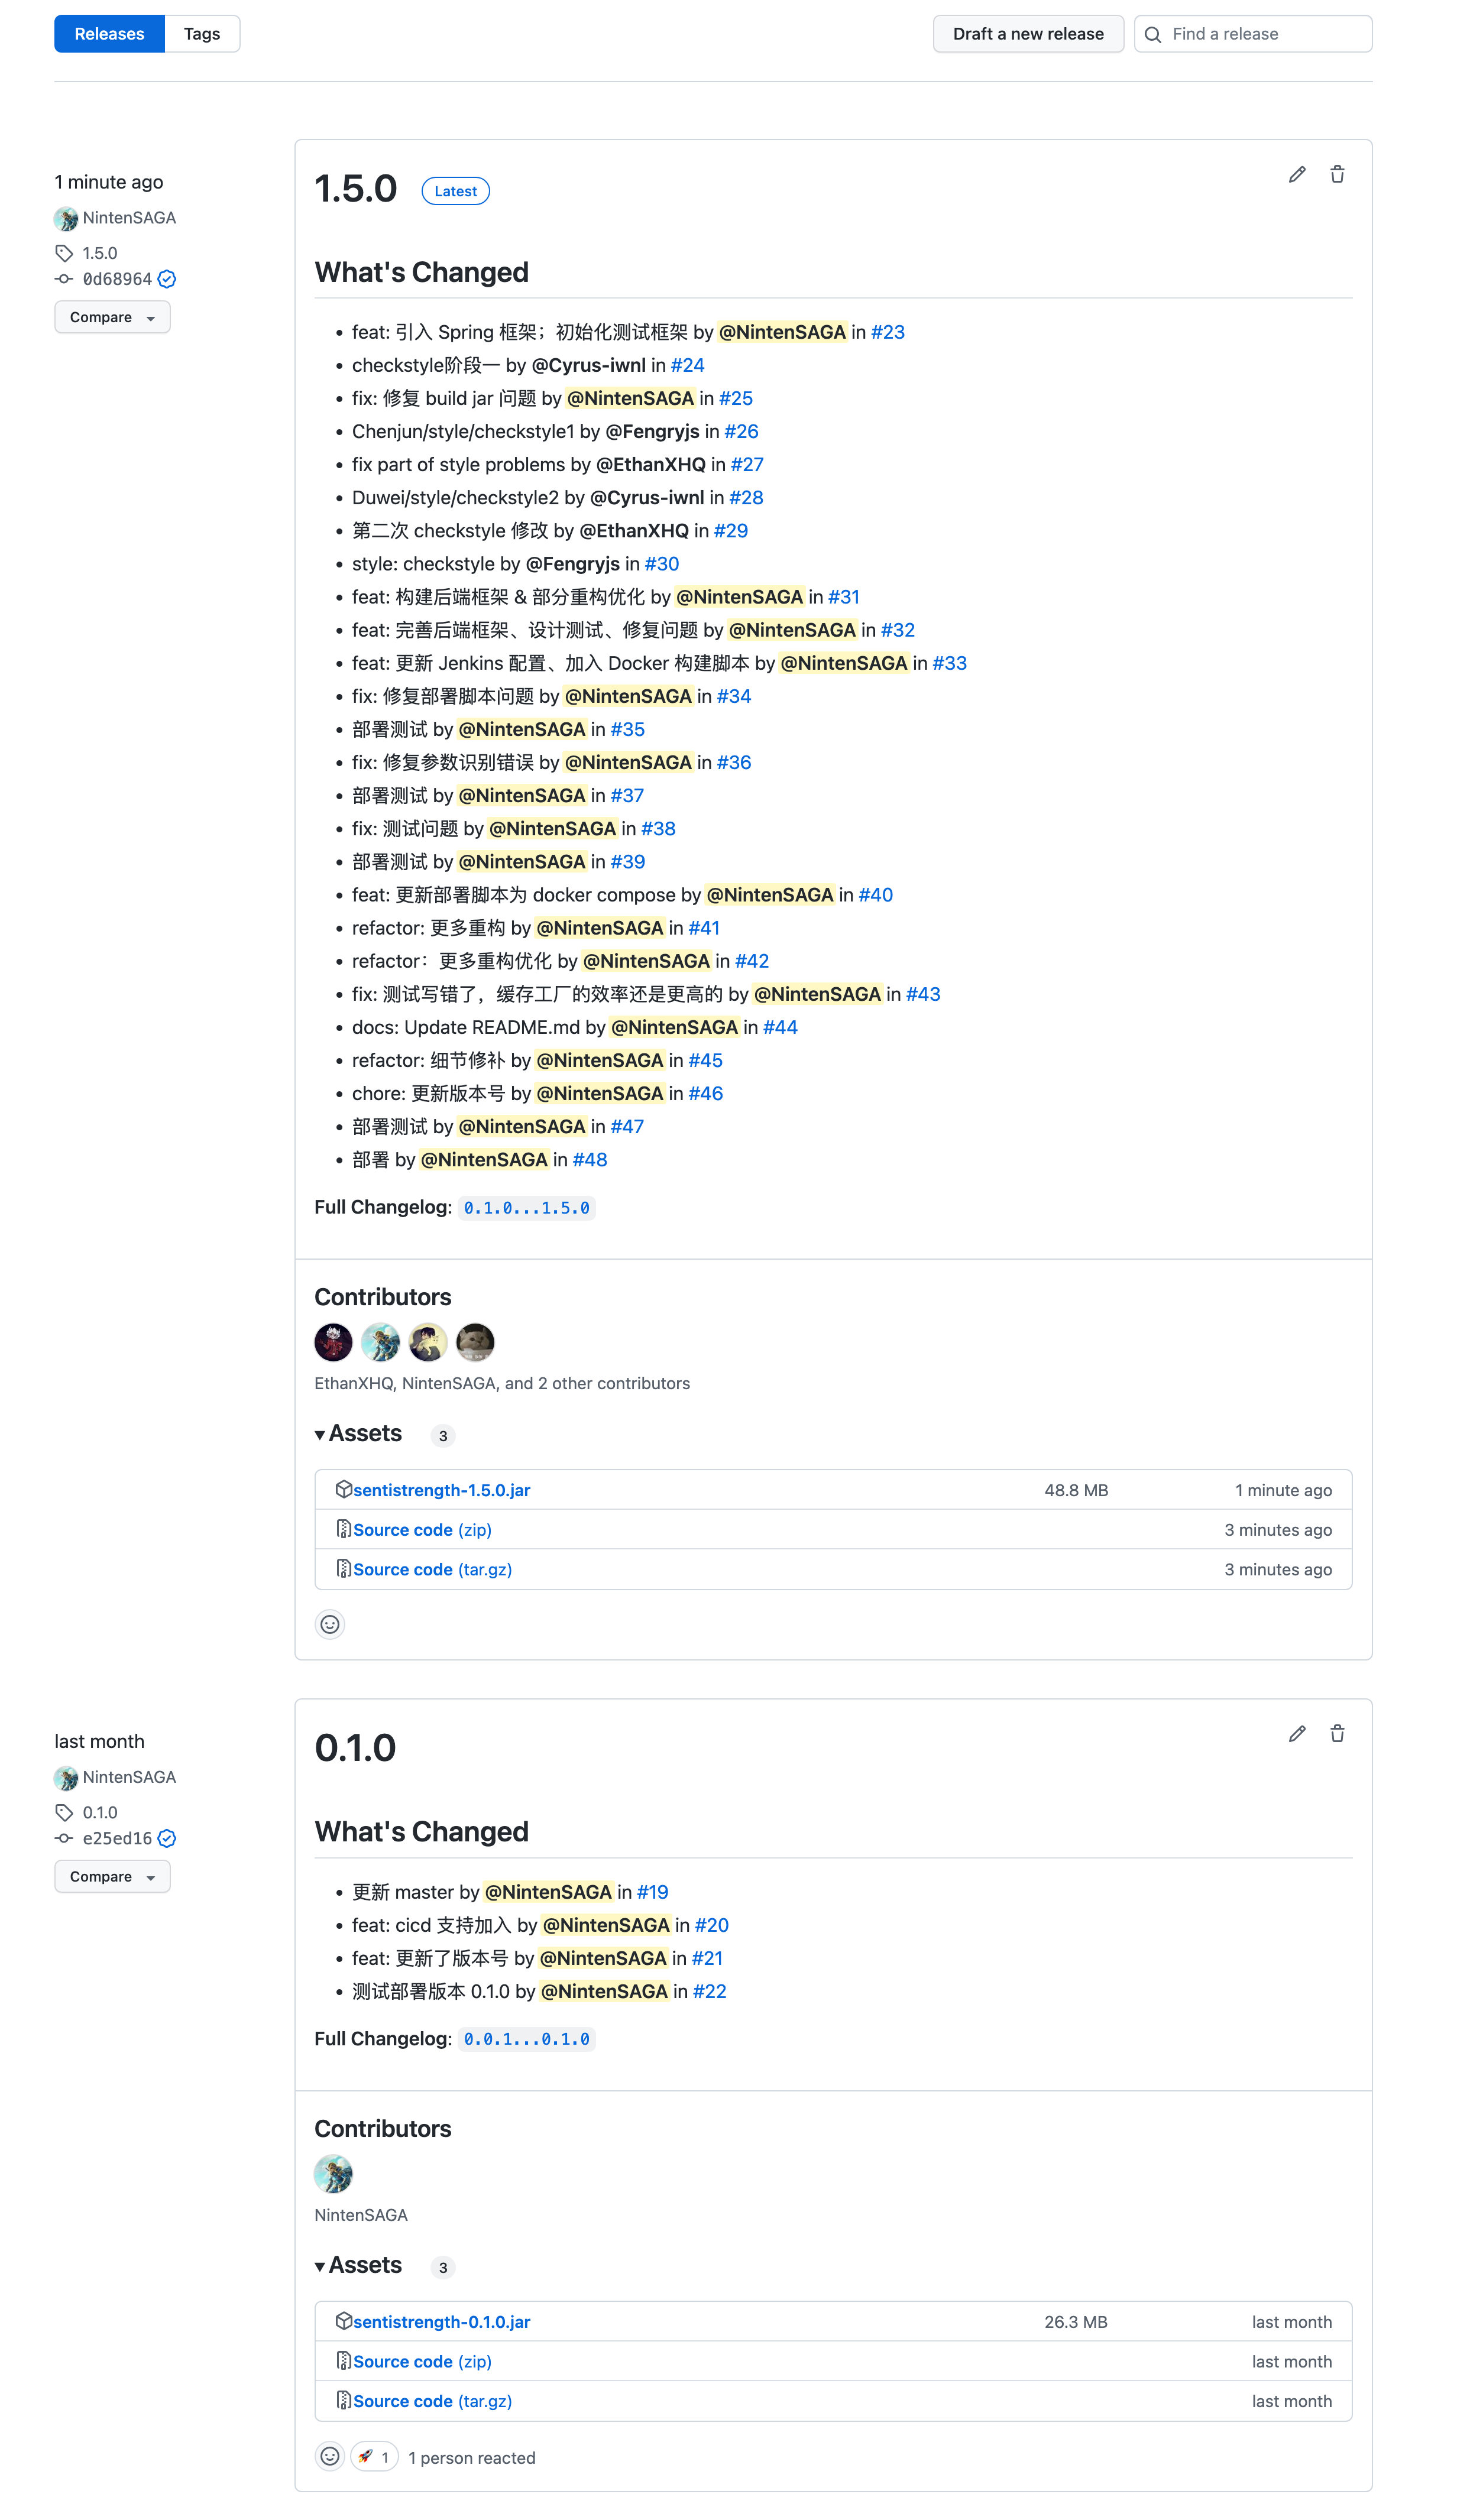 Releases Tags Draft a new release Find a release
1 minute ago
NintenSAGA
1.5.0
0d68964
Compare
1.5.0 Latest
What's Changed
feat: 引入 Spring 框架；初始化测试框架 by @NintenSAGA in #23
checkstyle阶段一 by @Cyrus-iwnl in #24
fix: 修复 build jar 问题 by @NintenSAGA in #25
Chenjun/style/checkstyle1 by @Fengryjs in #26
fix part of style problems by @EthanXHQ in #27
Duwei/style/checkstyle2 by @Cyrus-iwnl in #28
第二次 checkstyle 修改 by @EthanXHQ in #29
style: checkstyle by @Fengryjs in #30
feat: 构建后端框架 & 部分重构优化 by @NintenSAGA in #31
feat: 完善后端框架、设计测试、修复问题 by @NintenSAGA in #32
feat: 更新 Jenkins 配置、加入 Docker 构建脚本 by @NintenSAGA in #33
fix: 修复部署脚本问题 by @NintenSAGA in #34
部署测试 by @NintenSAGA in #35
fix: 修复参数识别错误 by @NintenSAGA in #36
部署测试 by @NintenSAGA in #37
fix: 测试问题 by @NintenSAGA in #38
部署测试 by @NintenSAGA in #39
feat: 更新部署脚本为 docker compose by @NintenSAGA in #40
refactor: 更多重构 by @NintenSAGA in #41
refactor：更多重构优化 by @NintenSAGA in #42
fix: 测试写错了，缓存工厂的效率还是更高的 by @NintenSAGA in #43
docs: Update README.md by @NintenSAGA in #44
refactor: 细节修补 by @NintenSAGA in #45
chore: 更新版本号 by @NintenSAGA in #46
部署测试 by @NintenSAGA in #47
部署 by @NintenSAGA in #48
Full Changelog: 0.1.0...1.5.0
Contributors
EthanXHQ, NintenSAGA, and 2 other contributors
Assets 3
sentistrength-1.5.0.jar 48.8 MB 1 minute ago
Source code (zip) 3 minutes ago
Source code (tar.gz) 3 minutes ago
last month
NintenSAGA
0.1.0
e25ed16
Compare
0.1.0
What's Changed
更新 master by @NintenSAGA in #19
feat: cicd 支持加入 by @NintenSAGA in #20
feat: 更新了版本号 by @NintenSAGA in #21
测试部署版本 0.1.0 by @NintenSAGA in #22
Full Changelog: 0.0.1...0.1.0
Contributors
NintenSAGA
Assets 3
sentistrength-0.1.0.jar 26.3 MB last month
Source code (zip) last month
Source code (tar.gz) last month
1 1 person reacted